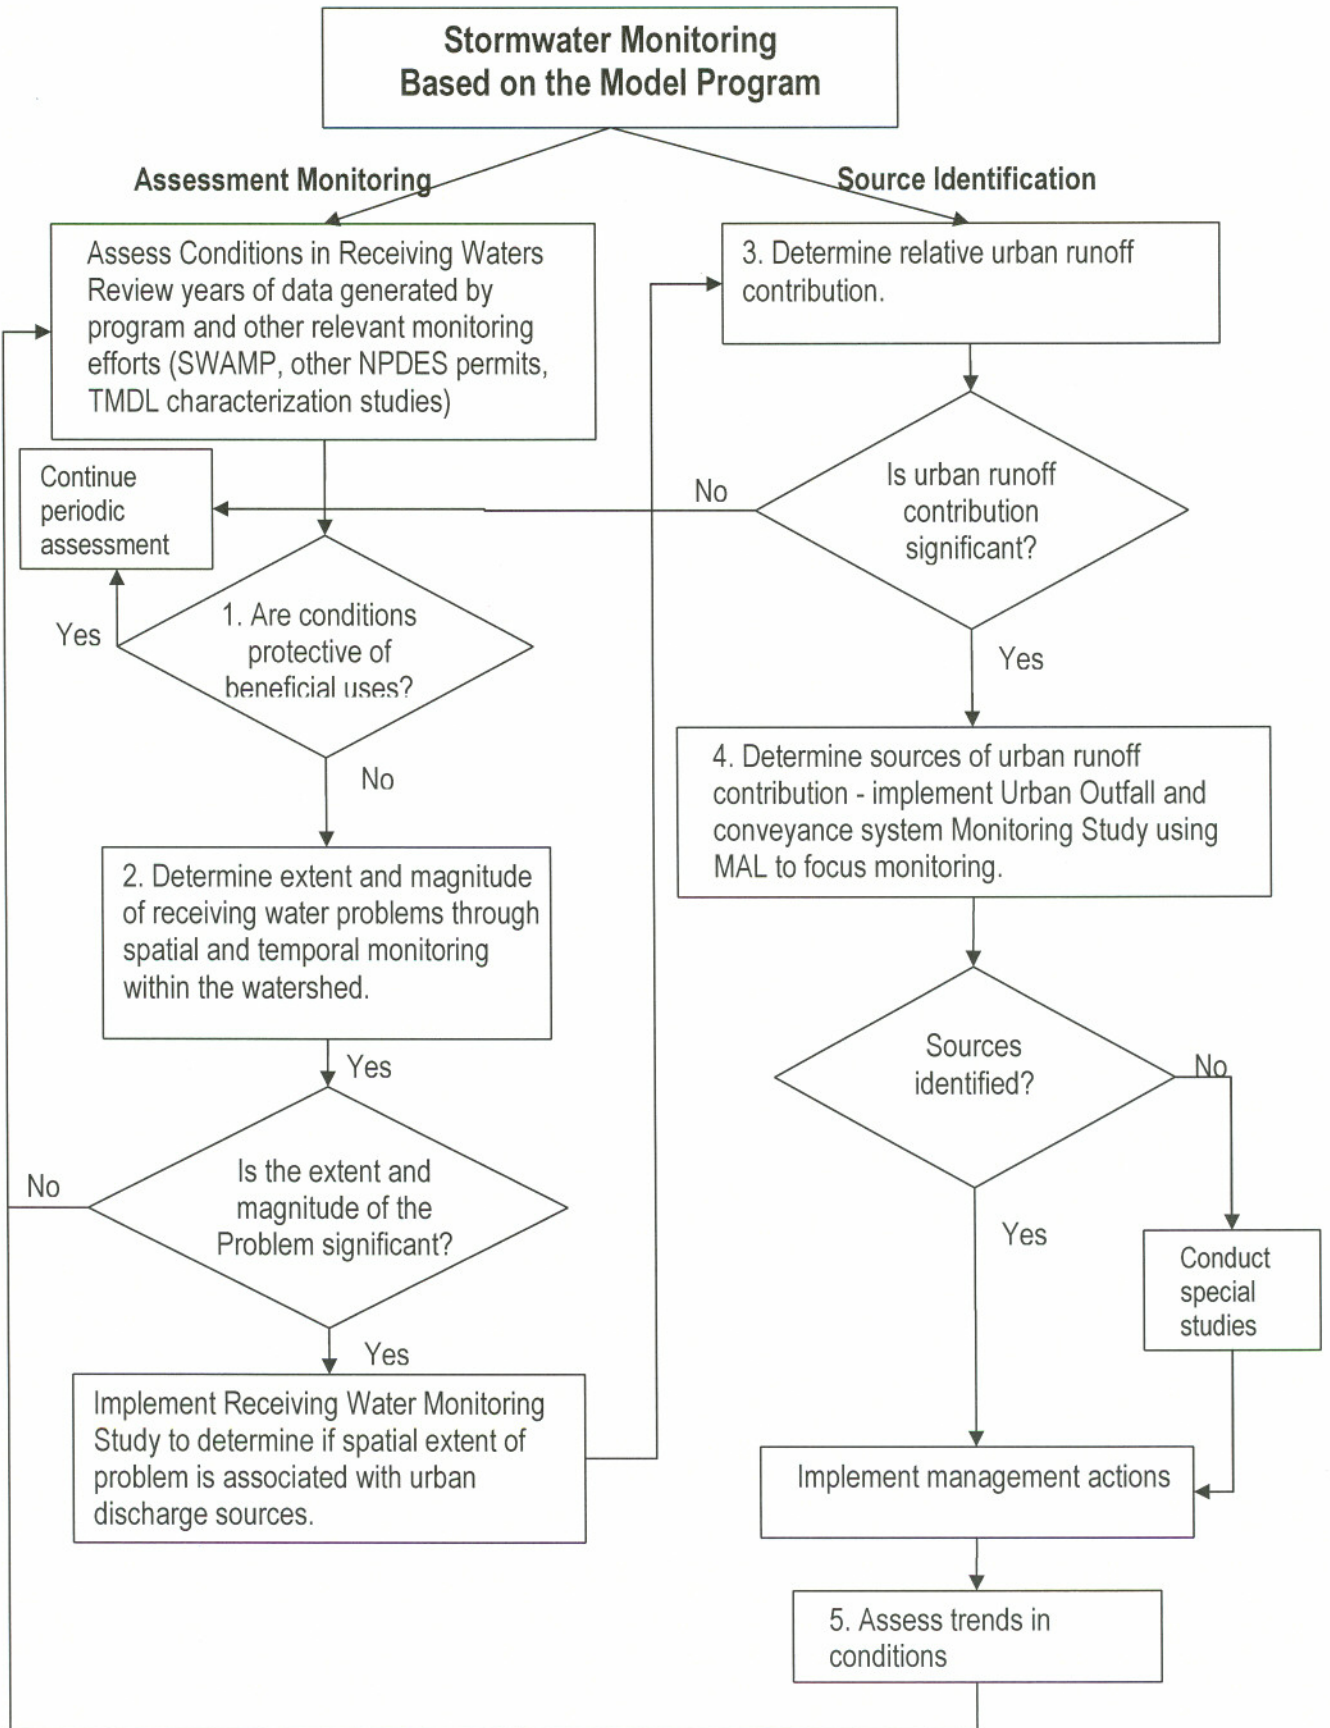 Stormwater Monitoring
Based on the Model Program
Assessment Monitoring
Source Identification
Assess Conditions in Receiving Waters
Review years of data generated by
program and other relevant monitoring
efforts (SWAMP, other NPDES permits,
TMDL characterization studies)
3. Determine relative urban runoff
contribution.
Continue
periodic
assessment
No
Is urban runoff
contribution
significant?
Yes
1. Are conditions
protective of
beneficial uses?
Yes
No
4. Determine sources of urban runoff
contribution - implement Urban Outfall and
conveyance system Monitoring Study using
MAL to focus monitoring.
2. Determine extent and magnitude
of receiving water problems through
spatial and temporal monitoring
within the watershed.
Yes
Sources
identified?
No
No
Is the extent and
magnitude of the
Problem significant?
Yes
Conduct
special
studies
Yes
Implement Receiving Water Monitoring
Study to determine if spatial extent of
problem is associated with urban
discharge sources.
Implement management actions
5. Assess trends in
conditions